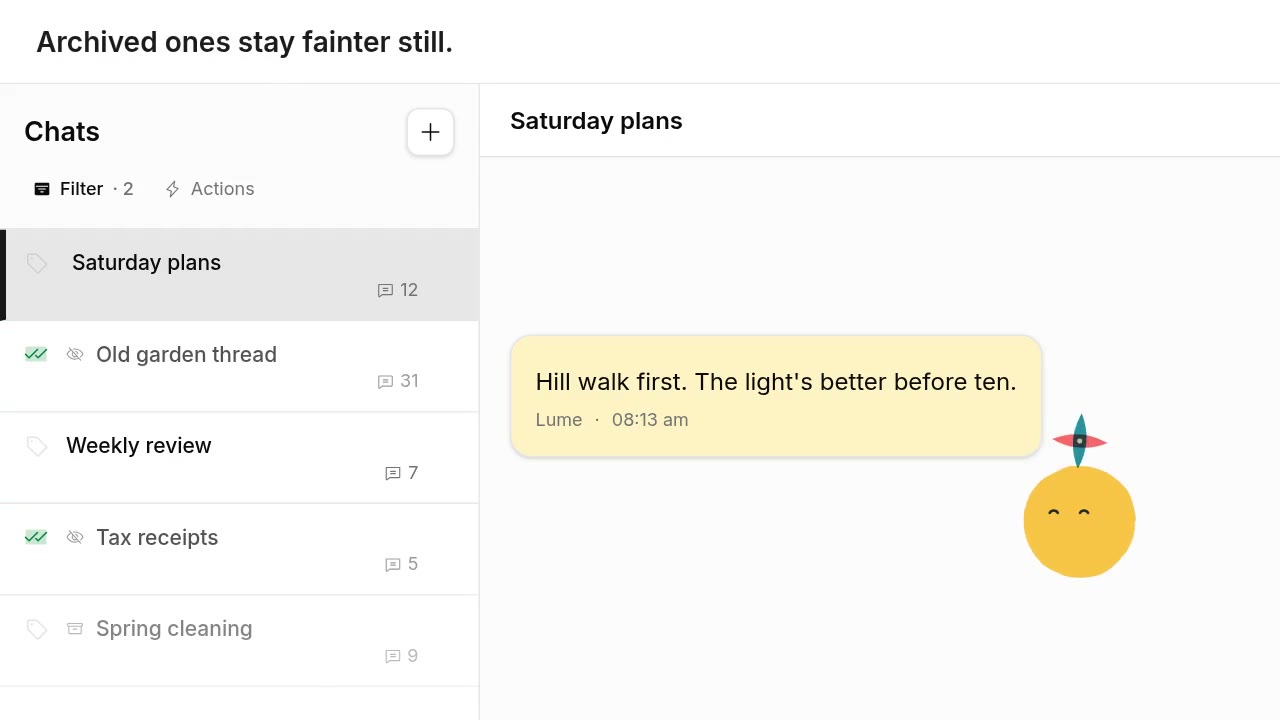 Archived ones stay fainter still.
Chats
Filter · 2 Actions
Saturday plans
12
Old garden thread
31
Weekly review
7
Tax receipts
5
Spring cleaning
9
Saturday plans
Hill walk first. The light's better before ten.
Lume · 08:13 am